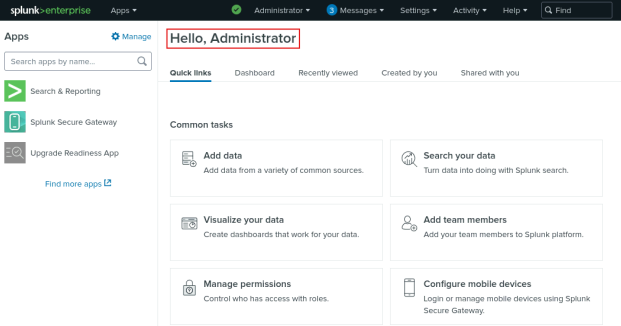 splunk>enterprise Apps Administrator 3 Messages Settings Activity Help Find
Apps
Manage
Search apps by name...
Search & Reporting
Splunk Secure Gateway
Upgrade Readiness App
Find more apps
Hello, Administrator
Quick links Dashboard Recently viewed Created by you Shared with you
Common tasks
Add data
Add data from a variety of common sources.
Search your data
Turn data into doing with Splunk search.
Visualize your data
Create dashboards that work for your data.
Add team members
Add your team members to Splunk platform.
Manage permissions
Control who has access with roles.
Configure mobile devices
Login or manage mobile devices using Splunk
Secure Gateway.